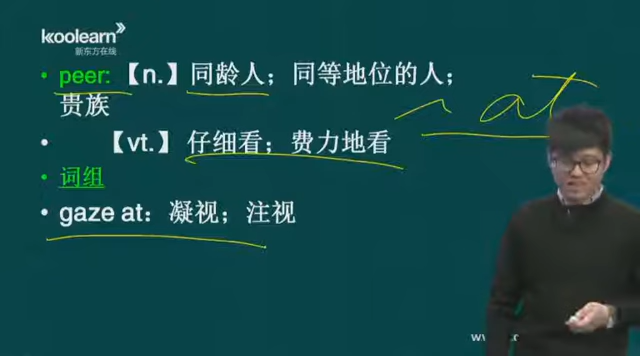 koolearn
新东方在线
• peer:【n.】同龄人；同等地位的人；
贵族
• 【vt.】仔细看；费力地看
~ at
• 词组
• gaze at：凝视；注视